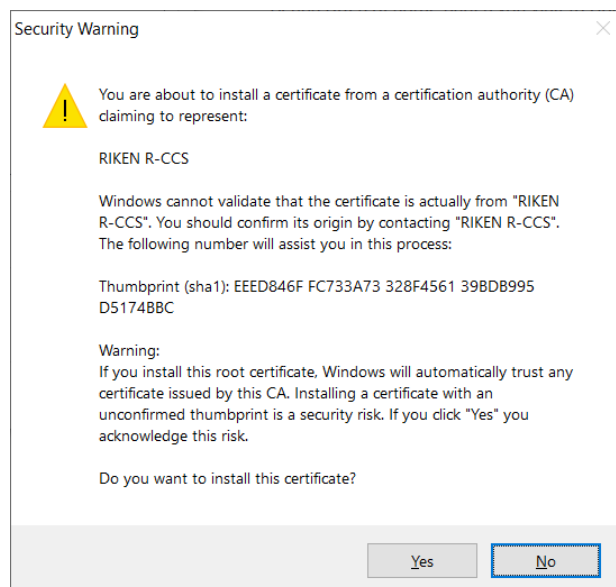 Security Warning
You are about to install a certificate from a certification authority (CA)
claiming to represent:
RIKEN R-CCS
Windows cannot validate that the certificate is actually from "RIKEN
R-CCS". You should confirm its origin by contacting "RIKEN R-CCS".
The following number will assist you in this process:
Thumbprint (sha1): EEED846F FC733A73 328F4561 39BDB995
D5174BBC
Warning:
If you install this root certificate, Windows will automatically trust any
certificate issued by this CA. Installing a certificate with an
unconfirmed thumbprint is a security risk. If you click "Yes" you
acknowledge this risk.
Do you want to install this certificate?
Yes
No